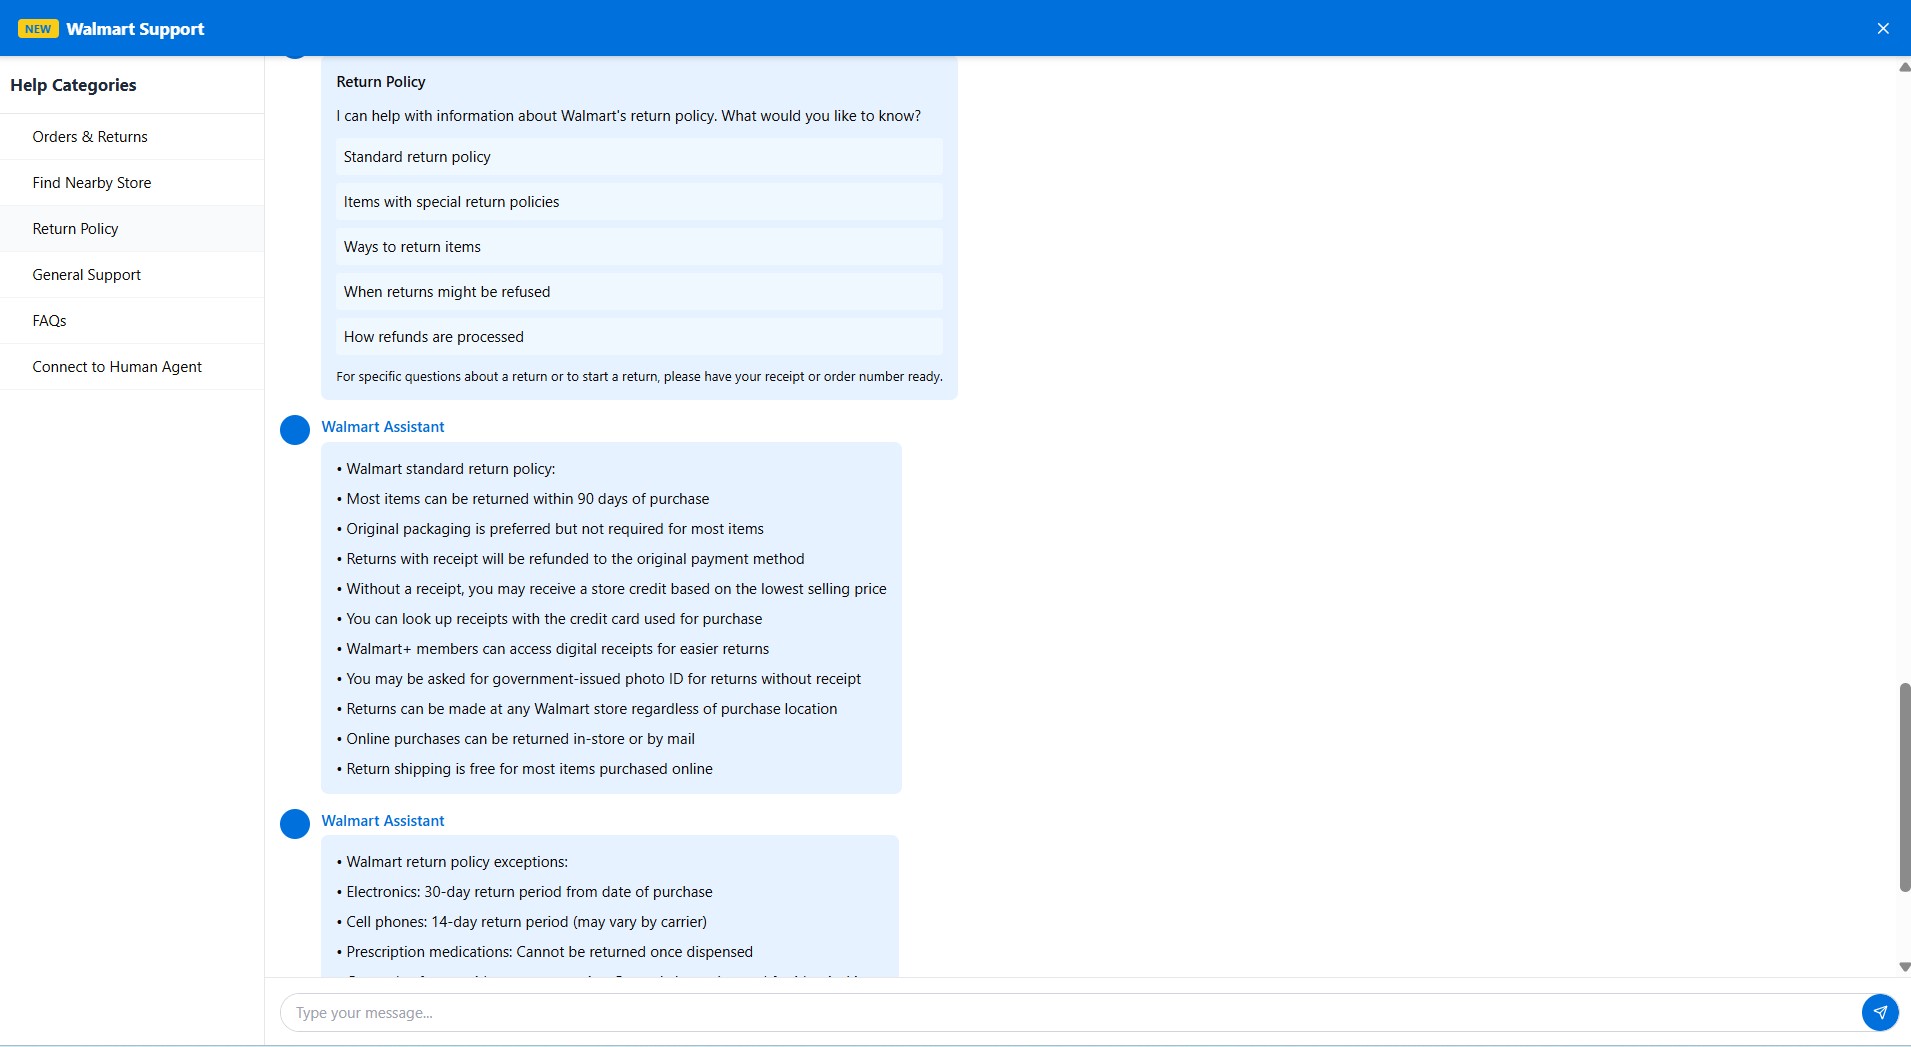 NEW Walmart Support
Help Categories
Orders & Returns
Find Nearby Store
Return Policy
General Support
FAQs
Connect to Human Agent
Return Policy
I can help with information about Walmart's return policy. What would you like to know?
Standard return policy
Items with special return policies
Ways to return items
When returns might be refused
How refunds are processed
For specific questions about a return or to start a return, please have your receipt or order number ready.
Walmart Assistant
• Walmart standard return policy:
• Most items can be returned within 90 days of purchase
• Original packaging is preferred but not required for most items
• Returns with receipt will be refunded to the original payment method
• Without a receipt, you may receive a store credit based on the lowest selling price
• You can look up receipts with the credit card used for purchase
• Walmart+ members can access digital receipts for easier returns
• You may be asked for government-issued photo ID for returns without receipt
• Returns can be made at any Walmart store regardless of purchase location
• Online purchases can be returned in-store or by mail
• Return shipping is free for most items purchased online
Walmart Assistant
• Walmart return policy exceptions:
• Electronics: 30-day return period from date of purchase
• Cell phones: 14-day return period (may vary by carrier)
• Prescription medications: Cannot be returned once dispensed
Type your message...